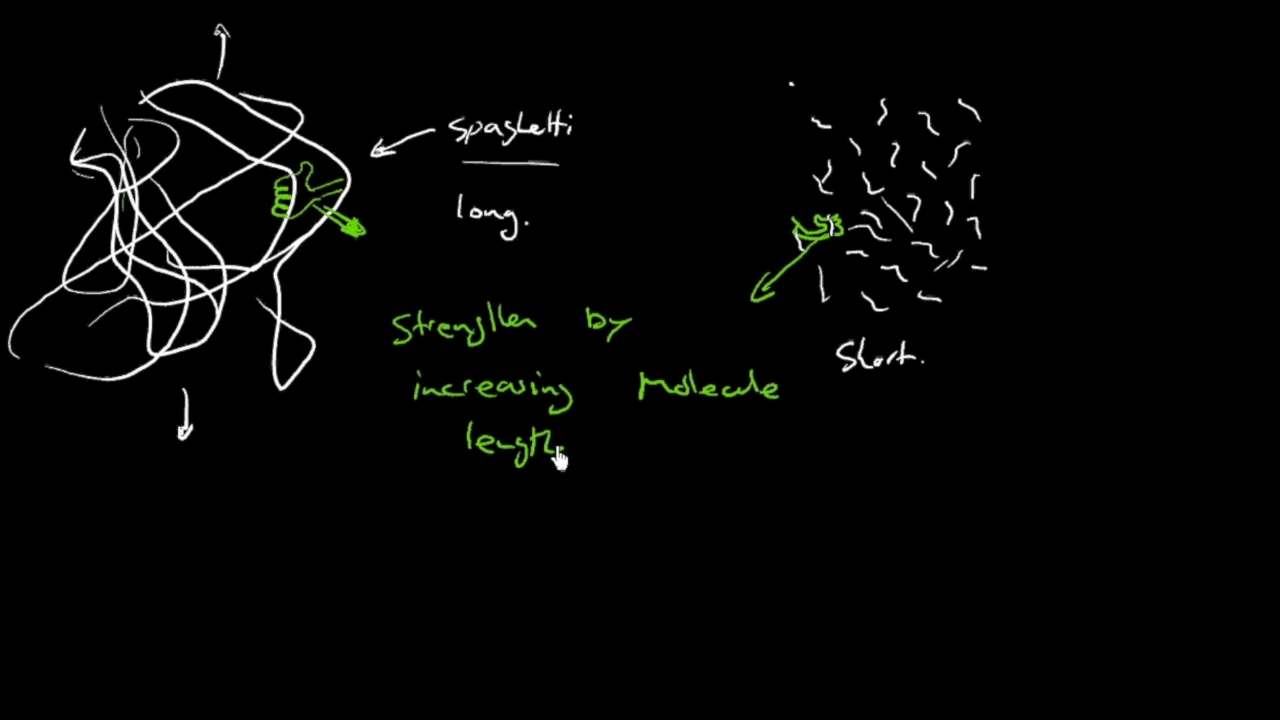 spaghetti
long.
Strengthen by
increasing Molecule
length.
Short.